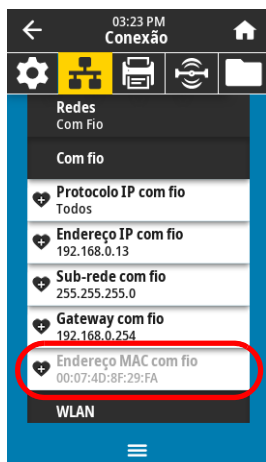 03:23 PM
Conexão
Redes
Com Fio
Com fio
Protocolo IP com fio
Todos
Endereço IP com fio
192.168.0.13
Sub-rede com fio
255.255.255.0
Gateway com fio
192.168.0.254
Endereço MAC com fio
00:07:4D:8F:29:FA
WLAN